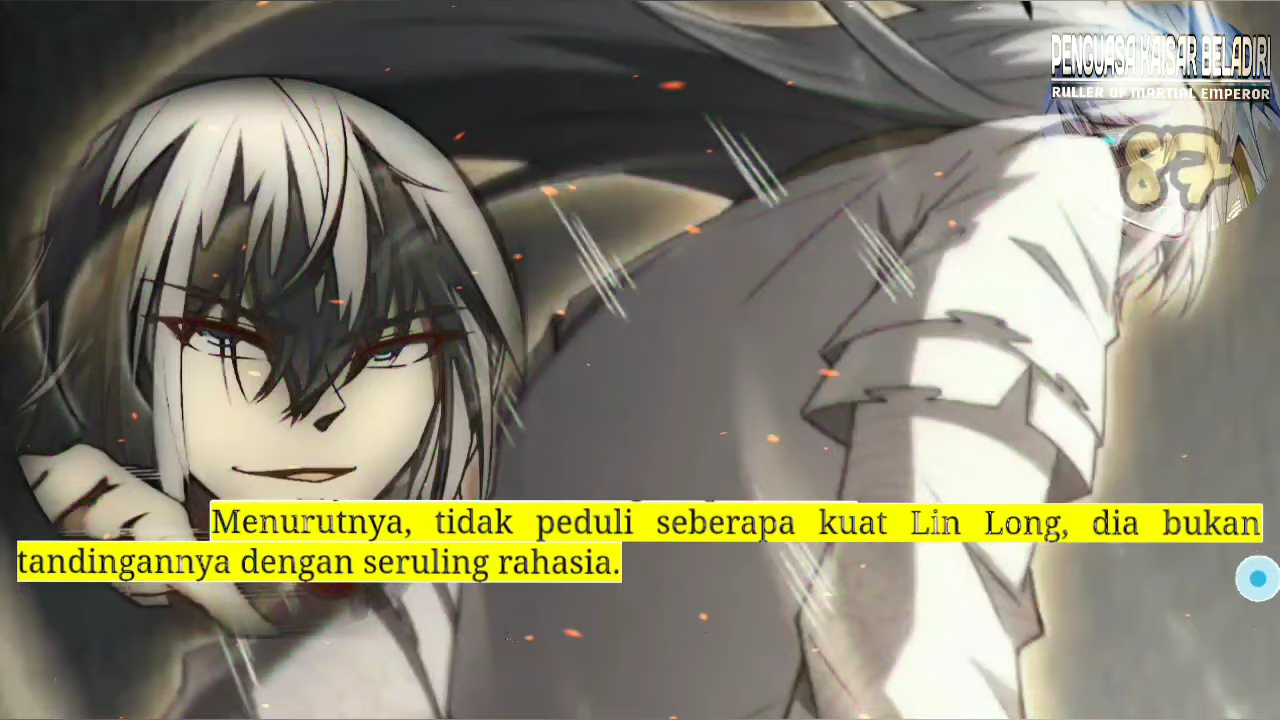 PENGUASA KAISAR BELADIRI
RULLER OF MARTIAL EMPEROR
87
Menurutnya, tidak peduli seberapa kuat Lin Long, dia bukan
tandingannya dengan seruling rahasia.